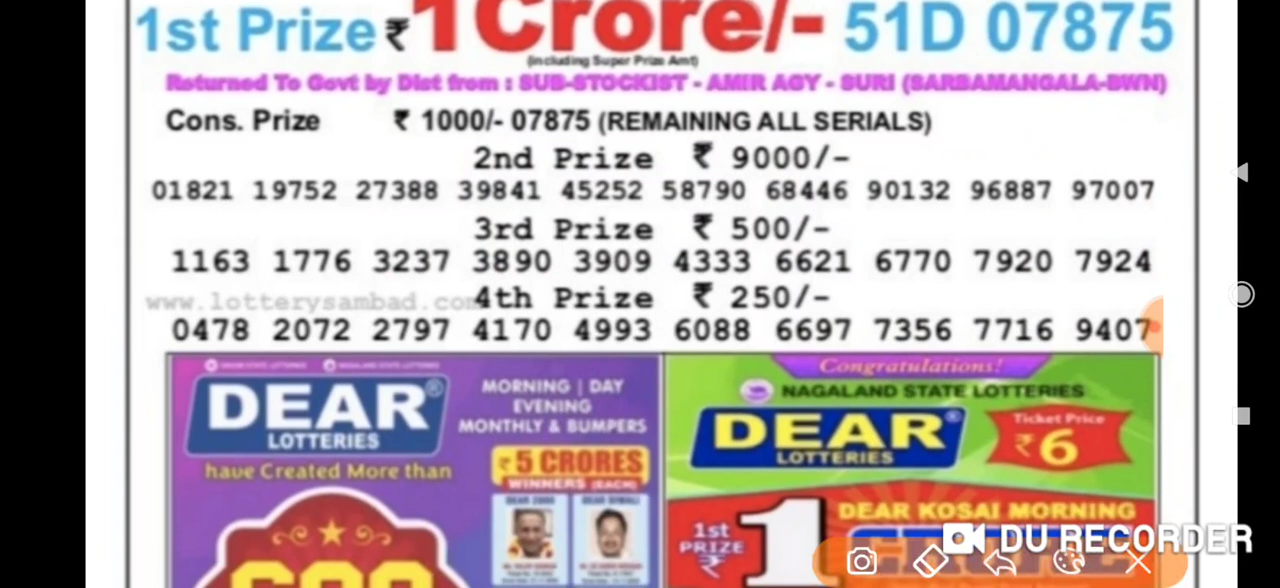 1st Prize ₹ 1Crore/- 51D 07875
(Including Super Prize Amt)
Returned To Govt by Dist from : SUB-STOCKIST - AMIR AGY - SURI (SARBAMANGALA-BWN)
Cons. Prize ₹ 1000/- 07875 (REMAINING ALL SERIALS)
2nd Prize ₹ 9000/-
01821 19752 27388 39841 45252 58790 68446 90132 96887 97007
3rd Prize ₹ 500/-
1163 1776 3237 3890 3909 4333 6621 6770 7920 7924
www.lotterysambad.com
4th Prize ₹ 250/-
0478 2072 2797 4170 4993 6088 6697 7356 7716 9407
DEAR®
LOTTERIES
MORNING | DAY
EVENING
MONTHLY & BUMPERS
have Created More than
₹ 5 CRORES
WINNERS (EACH)
Congratulations!
NAGALAND STATE LOTTERIES
DEAR®
LOTTERIES
Ticket Price
₹6
1st
PRIZE
₹
1
DEAR KOSAI MORNING
DU RECORDER